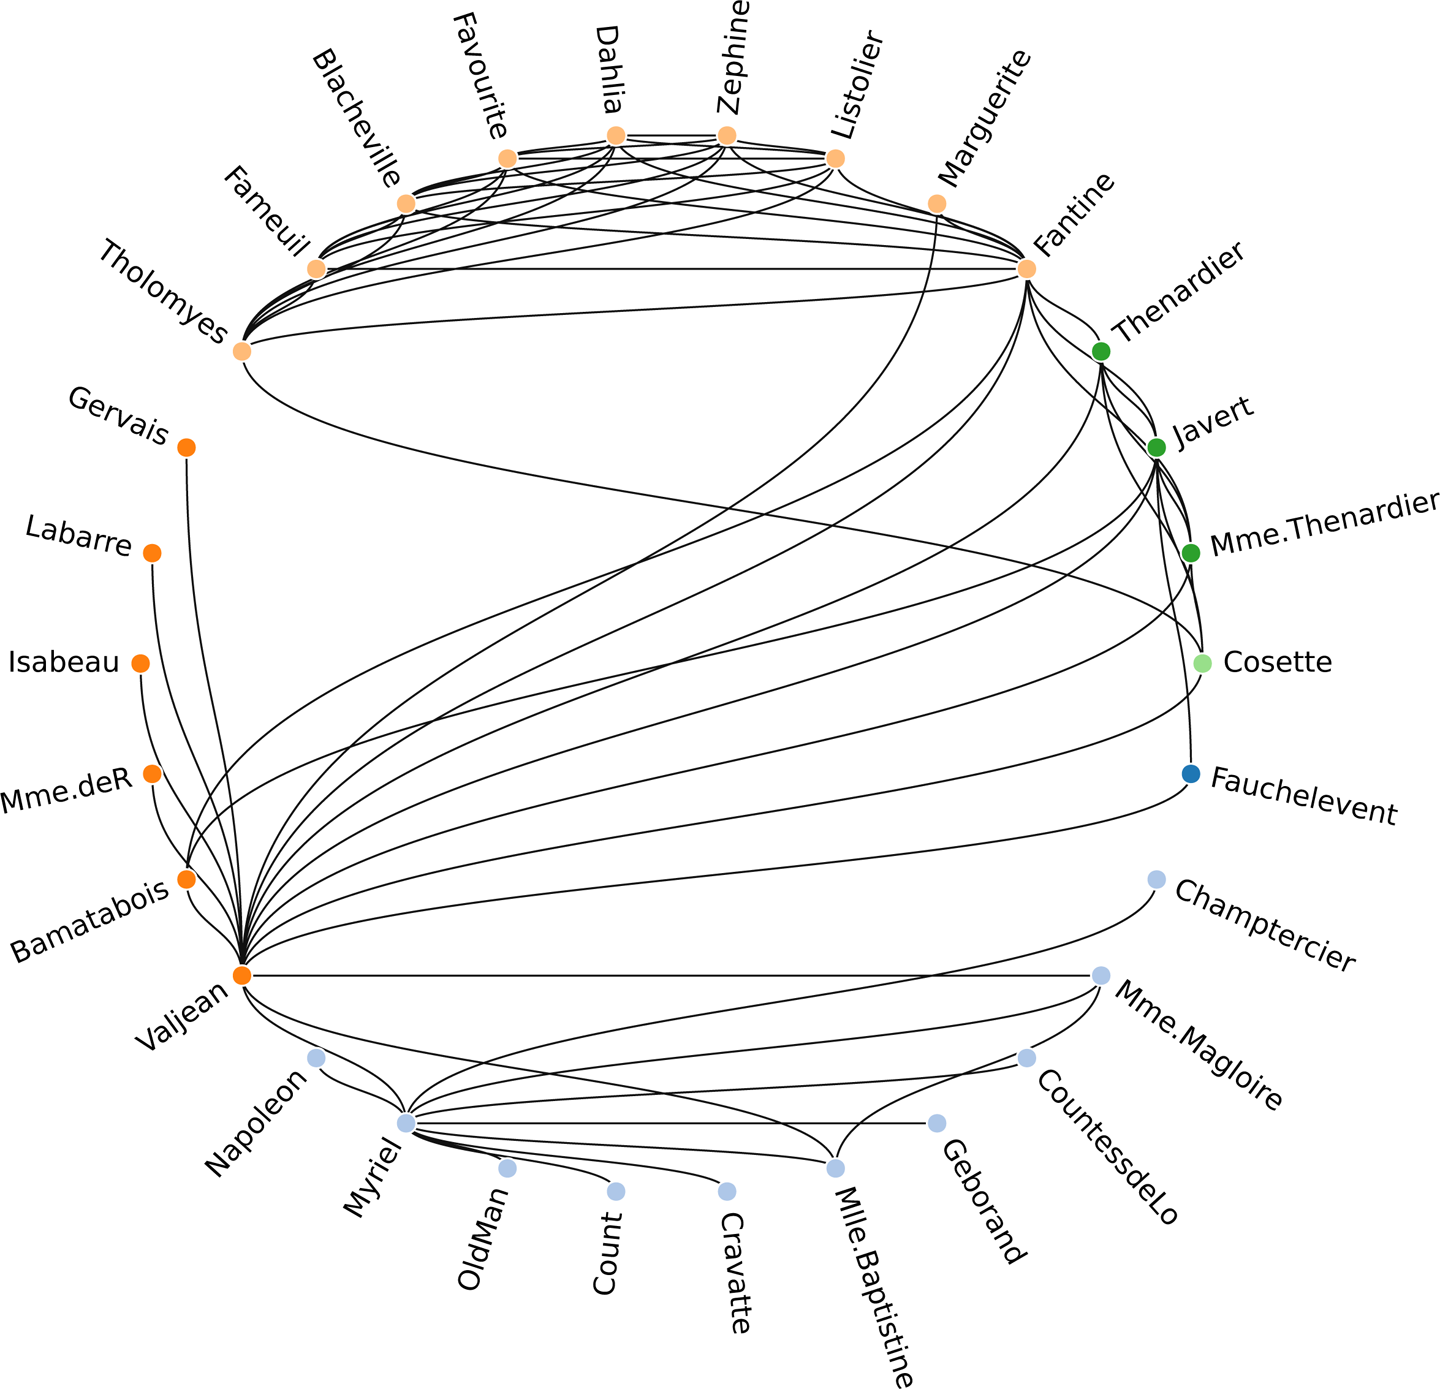 Zephine
Dahlia
Favourite
Listolier
Blacheville
Marguerite
Fameuil
Fantine
Tholomyes
Thenardier
Gervais
Javert
Labarre
Mme.Thenardier
Isabeau
Cosette
Mme.deR
Fauchelevent
Bamatabois
Champtercier
Valjean
Mme.Magloire
Napoleon
CountessdeLo
Myriel
Geborand
OldMan
Count
Cravatte
Mlle.Baptistine